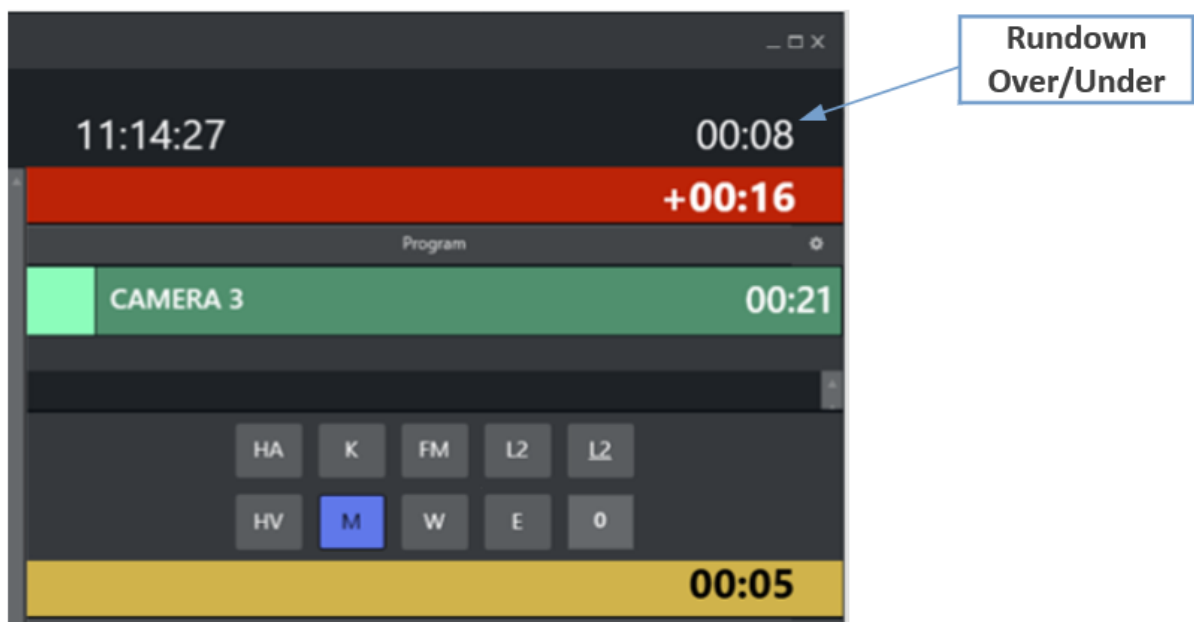 Rundown
Over/Under
11:14:27 00:08
+00:16
Program
CAMERA 3 00:21
HA K FM L2 L2
HV M W E 0
00:05